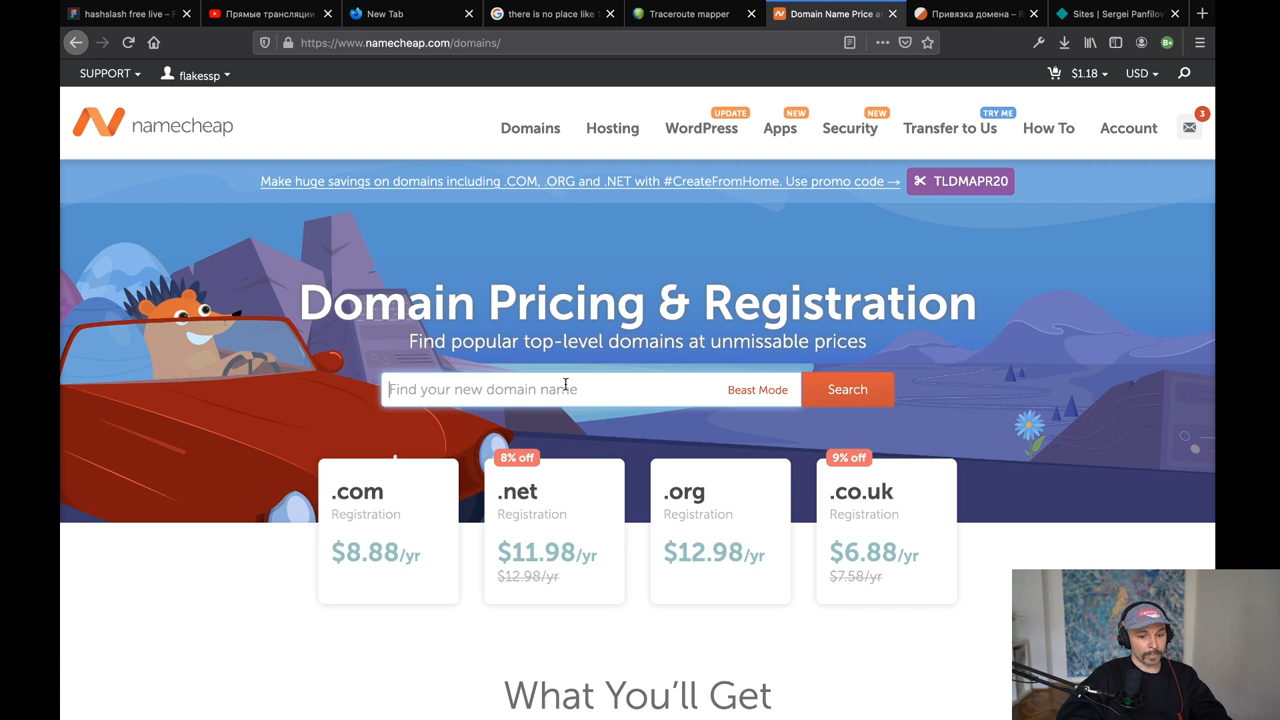 hashslash free live – F
Прямые трансляции
New Tab
there is no place like 1
Traceroute mapper
Domain Name Price a
Привязка домена – R
Sites | Sergei Panfilov
https://www.namecheap.com/domains/
SUPPORT
flakessp
$1.18
USD
namecheap
Domains
Hosting
UPDATE
WordPress
NEW
Apps
NEW
Security
TRY ME
Transfer to Us
How To
Account
3
Make huge savings on domains including .COM, .ORG and .NET with #CreateFromHome. Use promo code →
TLDMAPR20
Domain Pricing & Registration
Find popular top-level domains at unmissable prices
Find your new domain name
Beast Mode
Search
.com
Registration
$8.88/yr
8% off
.net
Registration
$11.98/yr
$12.98/yr
.org
Registration
$12.98/yr
9% off
.co.uk
Registration
$6.88/yr
$7.58/yr
What You’ll Get